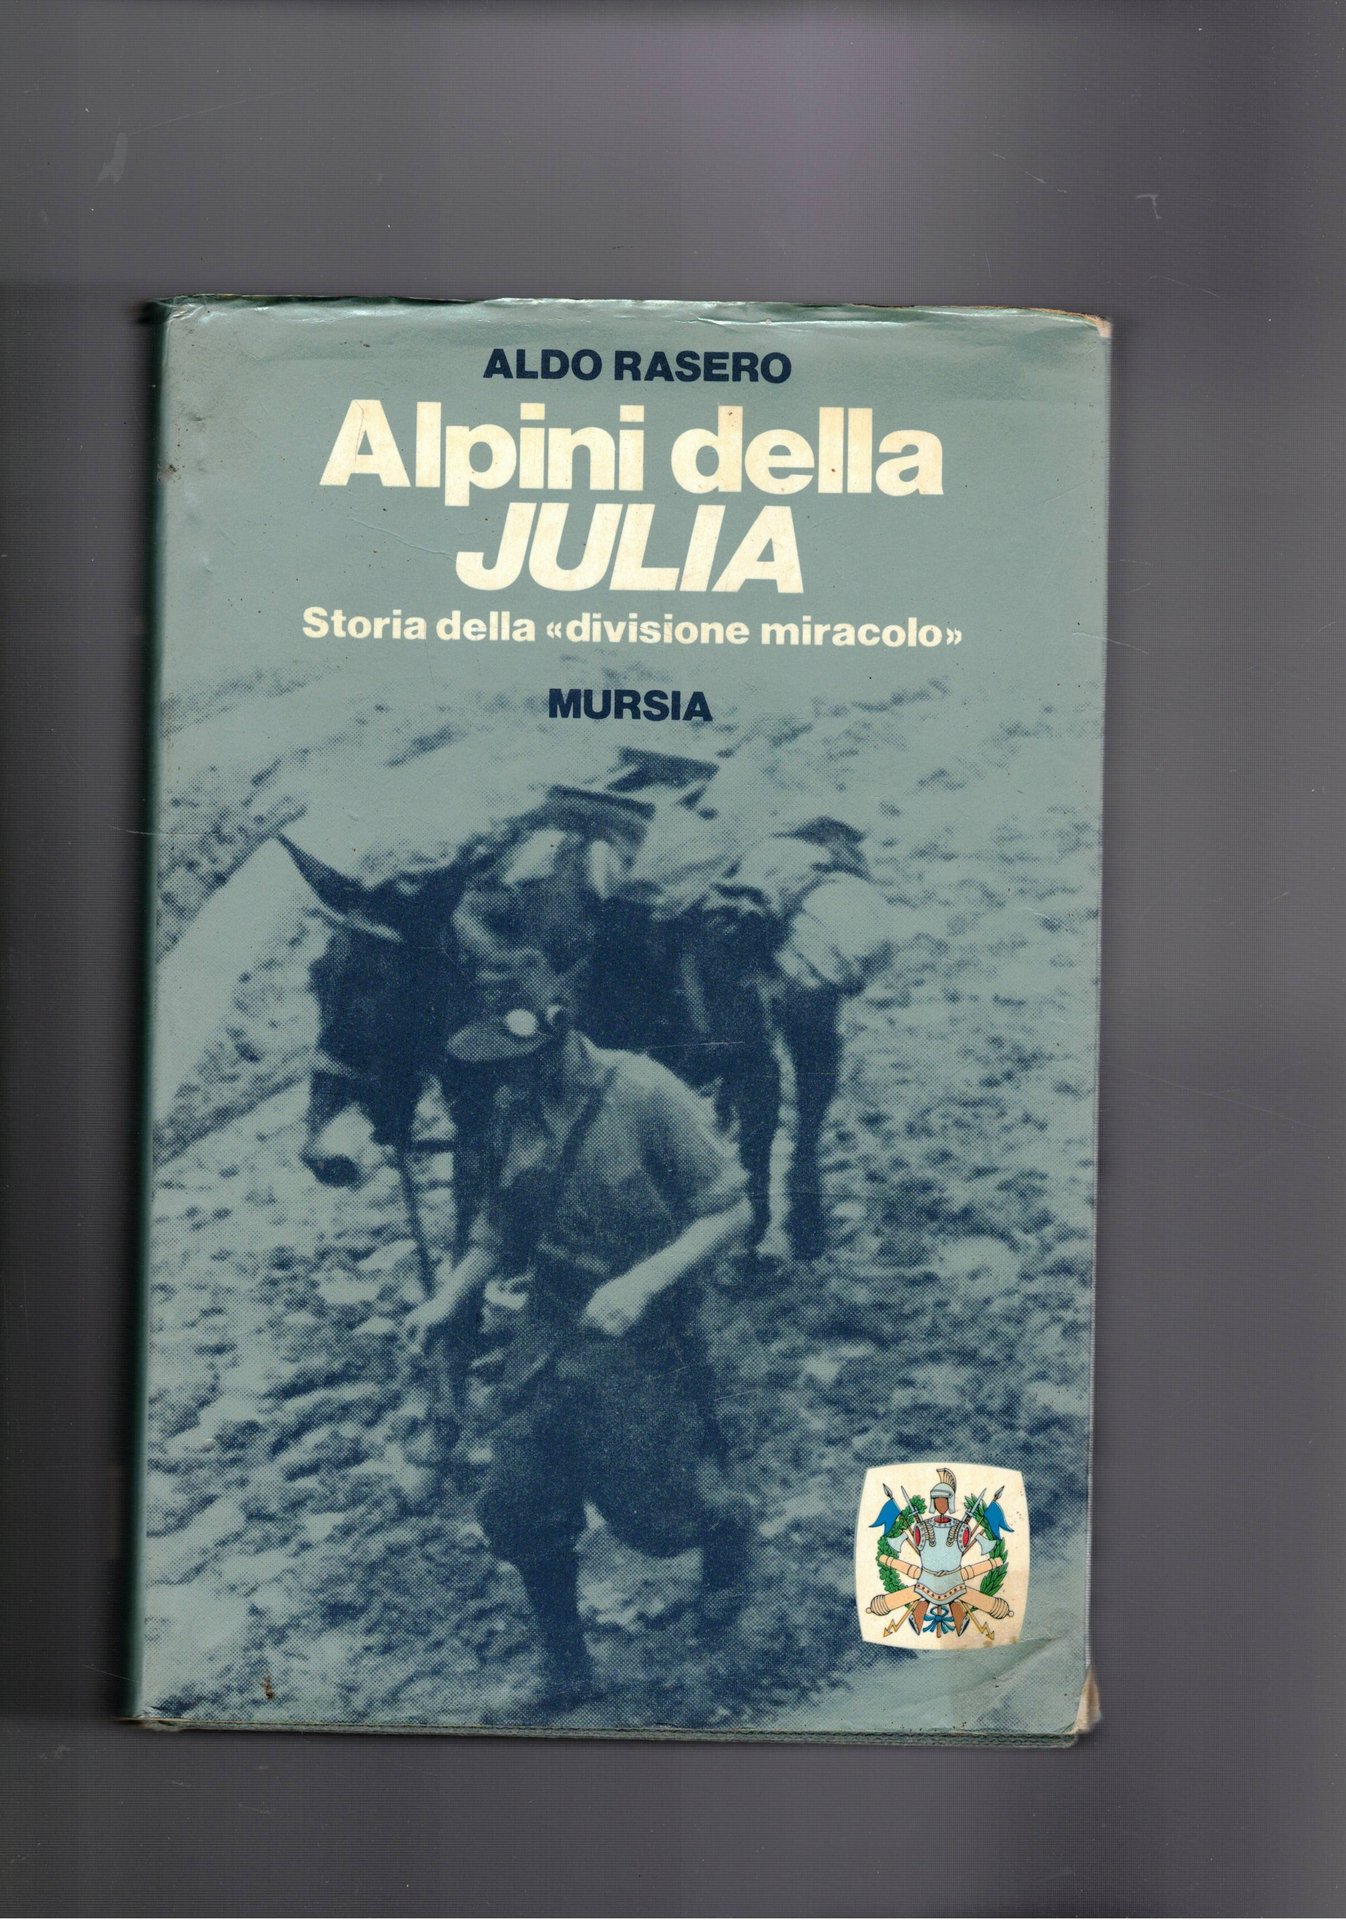 ALDO RASERO
Alpini della
JULIA
Storia della «divisione miracolo»
MURSIA